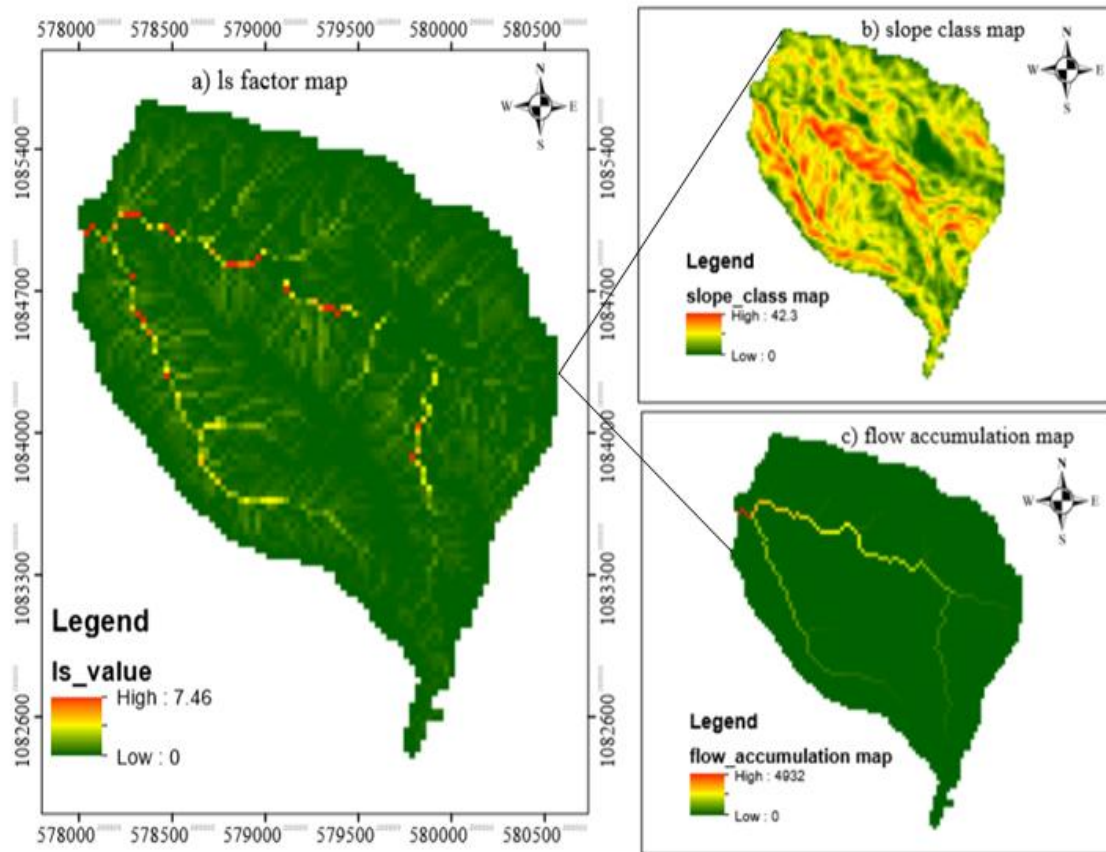 578000 578500 579000 579500 580000 580500
a) ls factor map
N
W E
S
1085400
1084700
1084000
1083300
1082600
1085400
1084700
1084000
1083300
1082600
Legend
ls_value
High : 7.46
Low : 0
578000 578500 579000 579500 580000 580500
b) slope class map
N
W E
S
Legend
slope_class map
High : 42.3
Low : 0
c) flow accumulation map
N
W E
S
Legend
flow_accumulation map
High : 4932
Low : 0